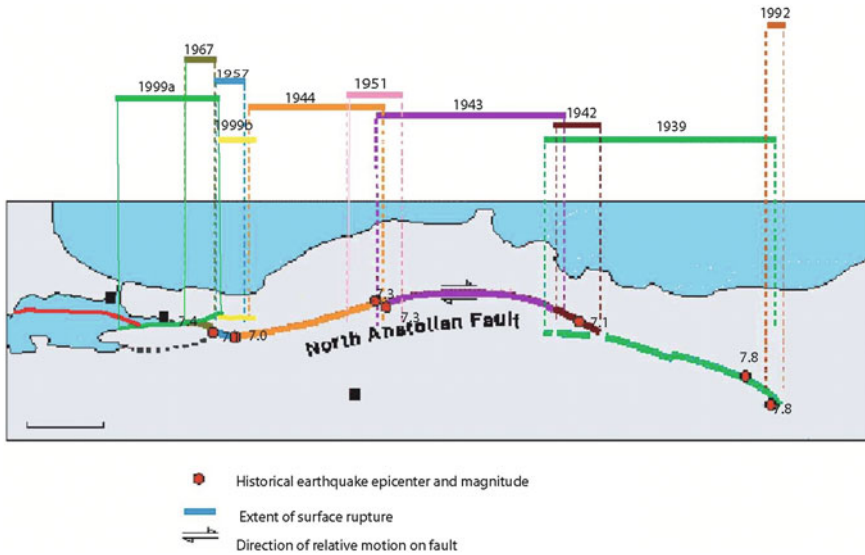 1992
1967
1957
1999a
1944
1951
1943
1942
1999b
1939
7.3
7.4
7.0
7.3
7.1
North Anatolian Fault
7.8
7.8
Historical earthquake epicenter and magnitude
Extent of surface rupture
Direction of relative motion on fault